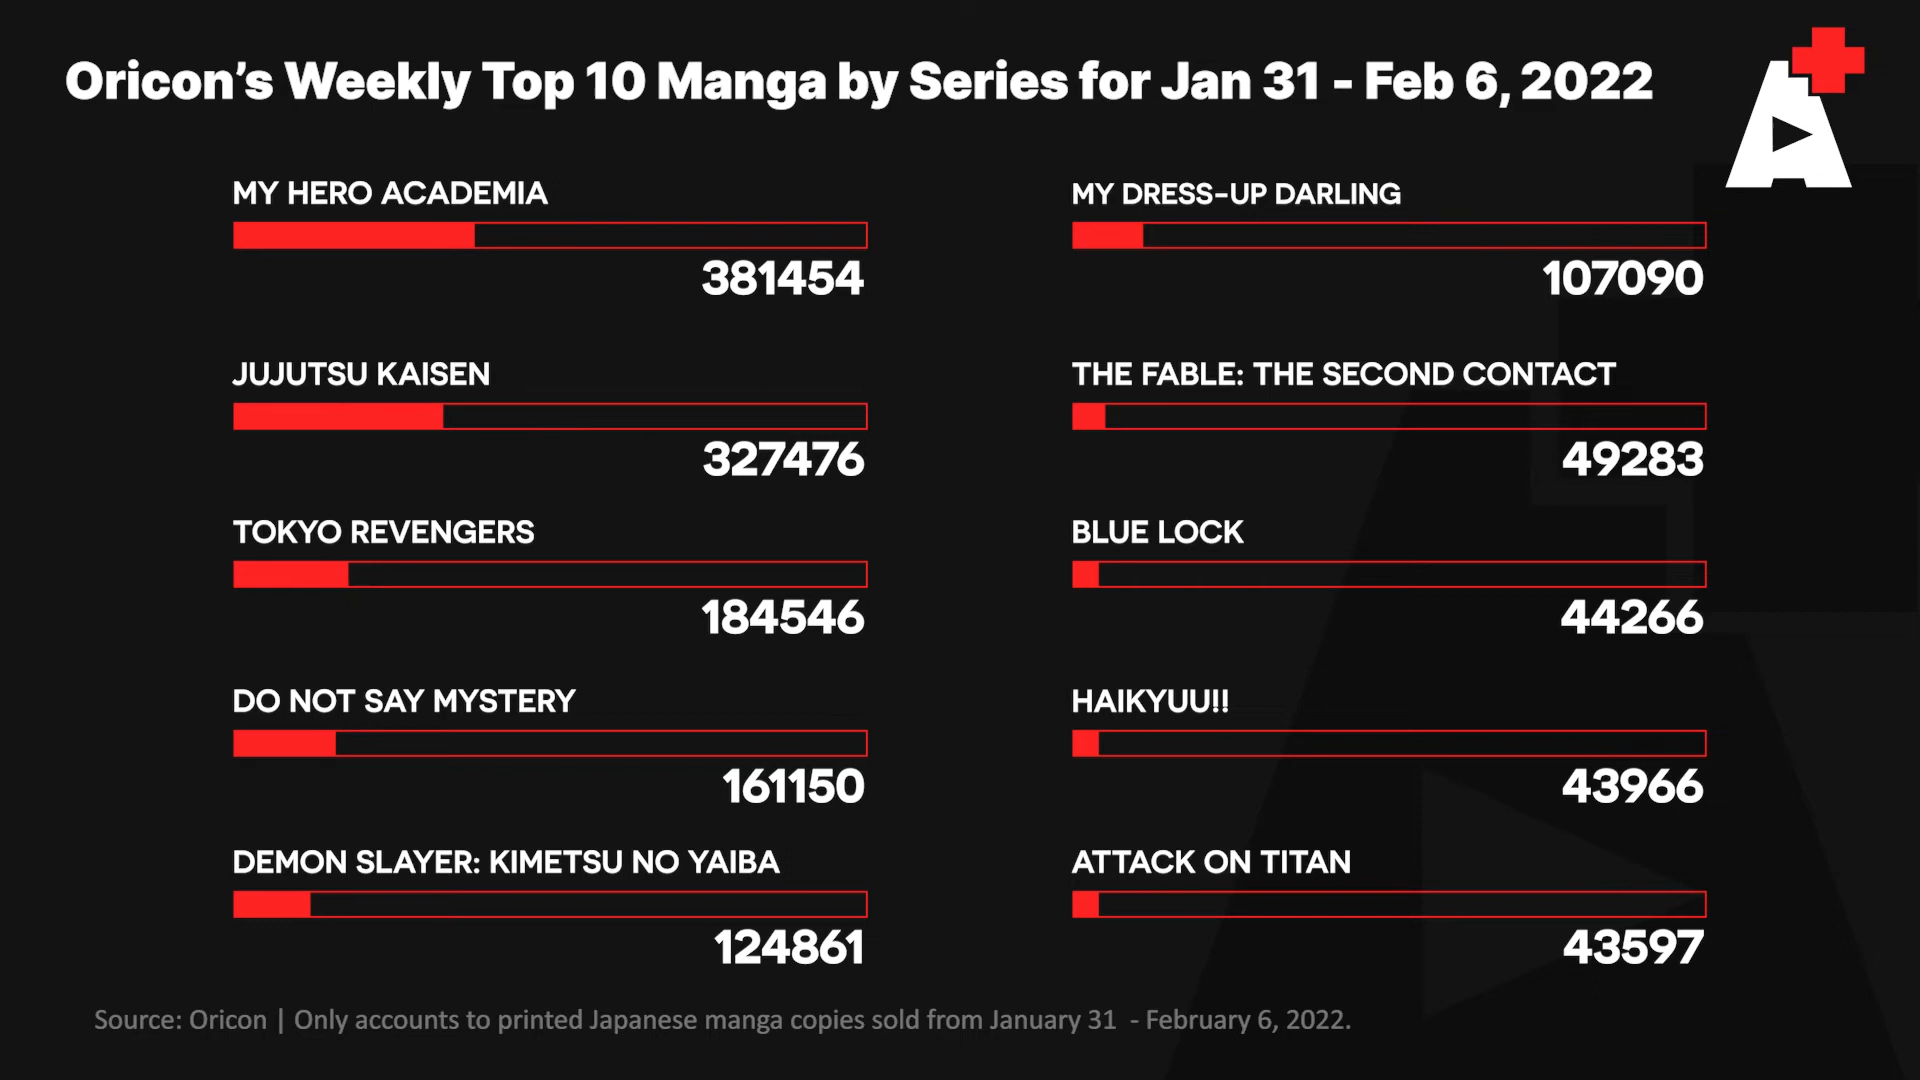 Oricon’s Weekly Top 10 Manga by Series for Jan 31 - Feb 6, 2022
MY HERO ACADEMIA
381454
JUJUTSU KAISEN
327476
TOKYO REVENGERS
184546
DO NOT SAY MYSTERY
161150
DEMON SLAYER: KIMETSU NO YAIBA
124861
MY DRESS-UP DARLING
107090
THE FABLE: THE SECOND CONTACT
49283
BLUE LOCK
44266
HAIKYUU!!
43966
ATTACK ON TITAN
43597
Source: Oricon | Only accounts to printed Japanese manga copies sold from January 31 - February 6, 2022.